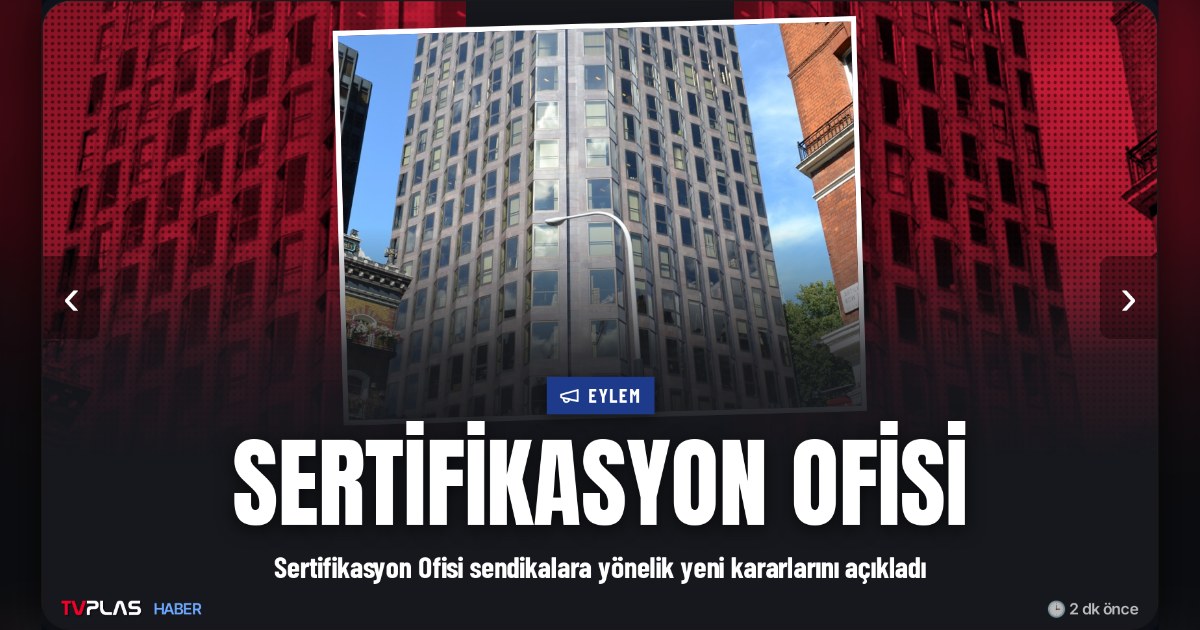 EYLEM
SERTİFİKASYON OFİSİ
Sertifikasyon Ofisi sendikalara yönelik yeni kararlarını açıkladı
TVPLAS HABER
2 dk önce